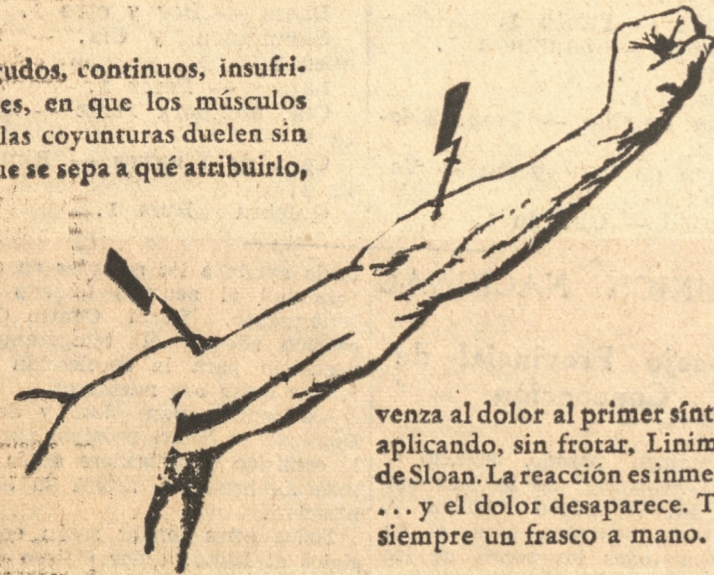 gudos, continuos, insufri-
es, en que los músculos
las coyunturas duelen sin
ue se sepa a qué atribuirlo,
venza al dolor al primer sínt
aplicando, sin frotar, Linim
de Sloan. La reacción es inme
...y el dolor desaparece. T
siempre un frasco a mano.